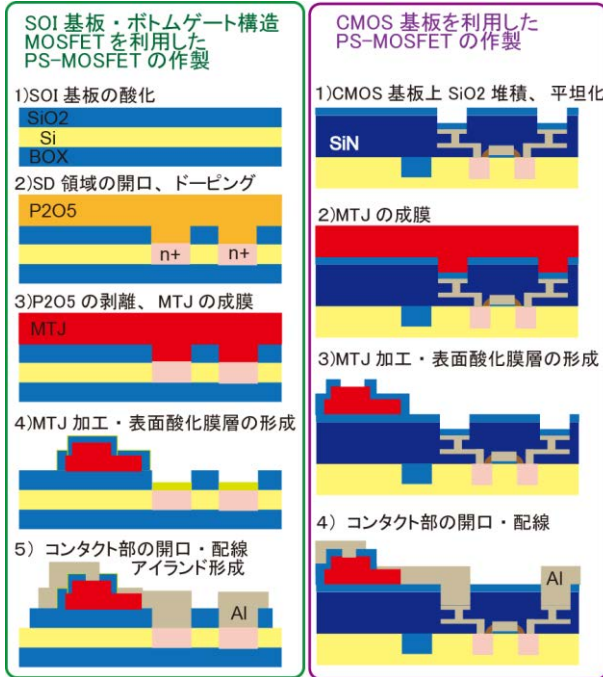 SOI 基板・ボトムゲート構造
MOSFET を利用した
PS-MOSFET の作製
1)SOI 基板の酸化
SiO2
Si
BOX
2)SD 領域の開口、ドーピング
P2O5
n+ n+
3)P2O5 の剥離、MTJ の成膜
MTJ
4)MTJ 加工・表面酸化膜層の形成
5) コンタクト部の開口・配線
アイランド形成
Al
CMOS 基板を利用した
PS-MOSFET の作製
1)CMOS 基板上 SiO2 堆積、平坦化
SiN
2)MTJ の成膜
3)MTJ 加工・表面酸化膜層の形成
4) コンタクト部の開口・配線
Al